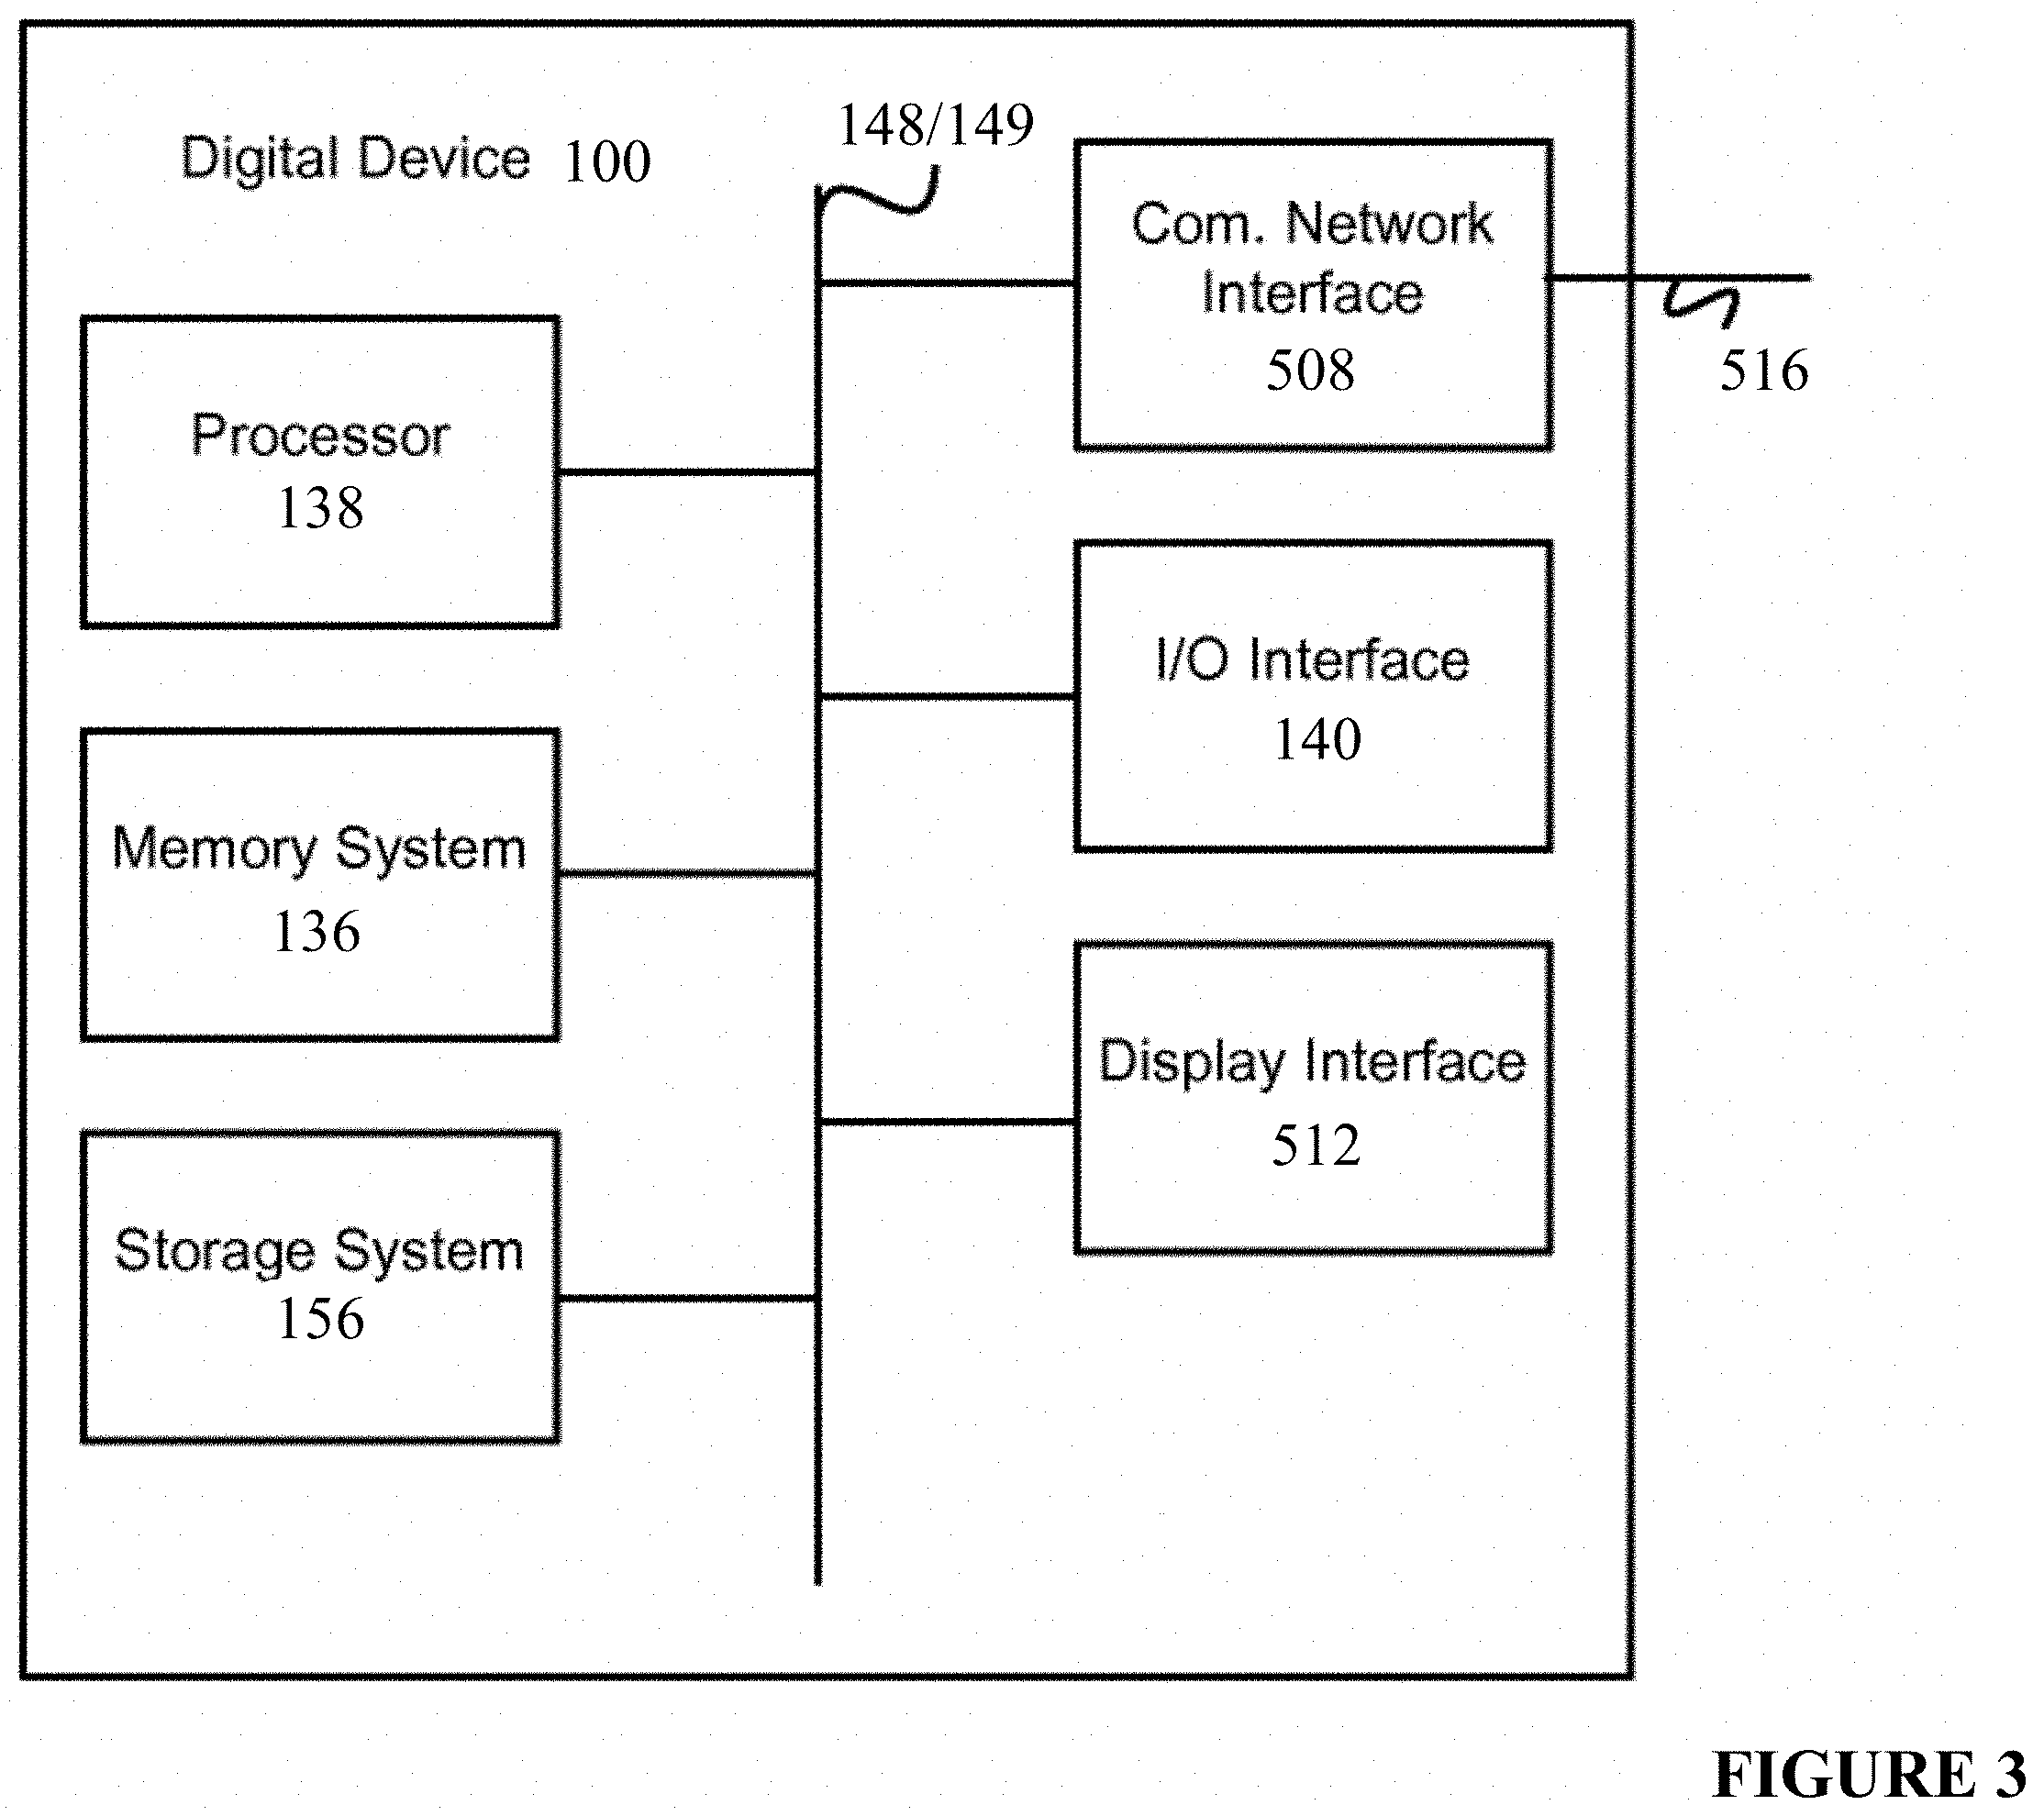 Digital Device 100
148/149
Com. Network
Interface
508
516
Processor
138
I/O Interface
140
Memory System
136
Display Interface
512
Storage System
156
FIGURE 3